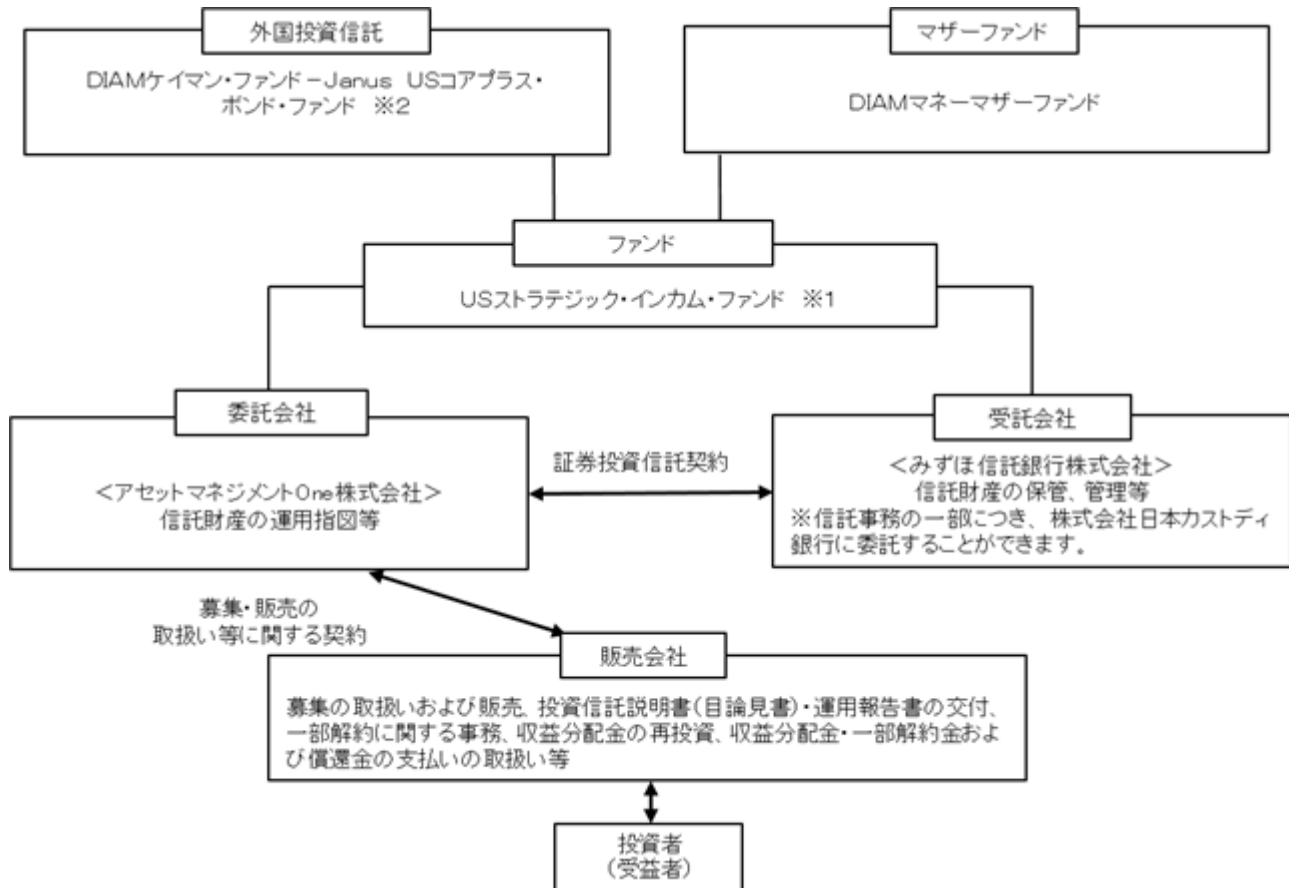 外国投資信託
DIAMケイマン・ファンド－Janus USコアプラス・
ボンド・ファンド ※2
マザーファンド
DIAMマネーマザーファンド
ファンド
USストラテジック・インカム・ファンド ※1
委託会社
＜アセットマネジメントOne株式会社＞
信託財産の運用指図等
証券投資信託契約
受託会社
＜みずほ信託銀行株式会社＞
信託財産の保管、管理等
※信託事務の一部につき、株式会社日本カストディ
銀行に委託することができます。
募集・販売の
取扱い等に関する契約
販売会社
募集の取扱いおよび販売、投資信託説明書(目論見書)・運用報告書の交付、
一部解約に関する事務、収益分配金の再投資、収益分配金・一部解約金およ
び償還金の支払いの取扱い等
投資者
(受益者)